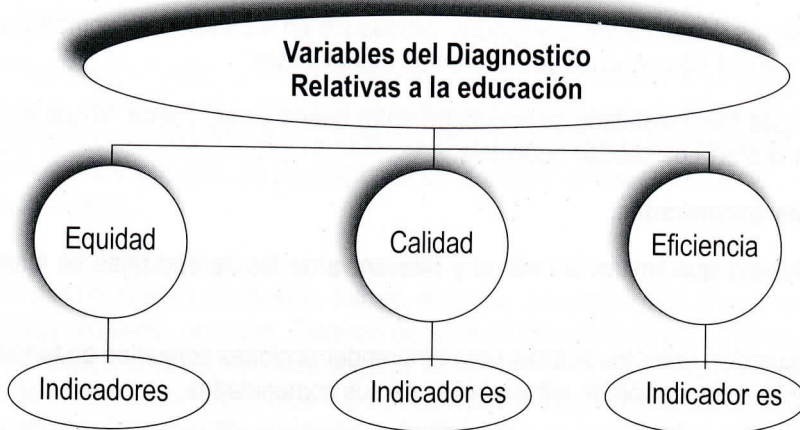 Variables del Diagnostico
Relativas a la educación
Equidad
Calidad
Eficiencia
Indicadores
Indicador es
Indicador es